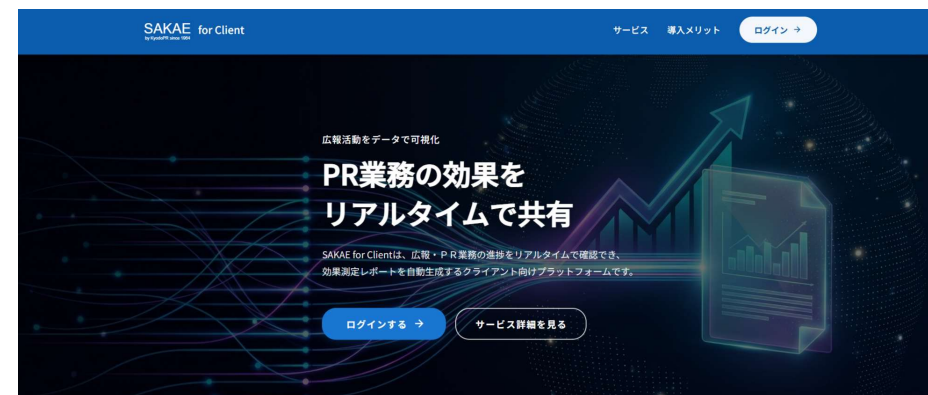 SAKAE for Client
by KyodoPR since 1964
サービス
導入メリット
ログイン →
広報活動をデータで可視化
PR業務の効果を
リアルタイムで共有
SAKAE for Clientは、広報・ＰＲ業務の進捗をリアルタイムで確認でき、
効果測定レポートを自動生成するクライアント向けプラットフォームです。
ログインする →
サービス詳細を見る